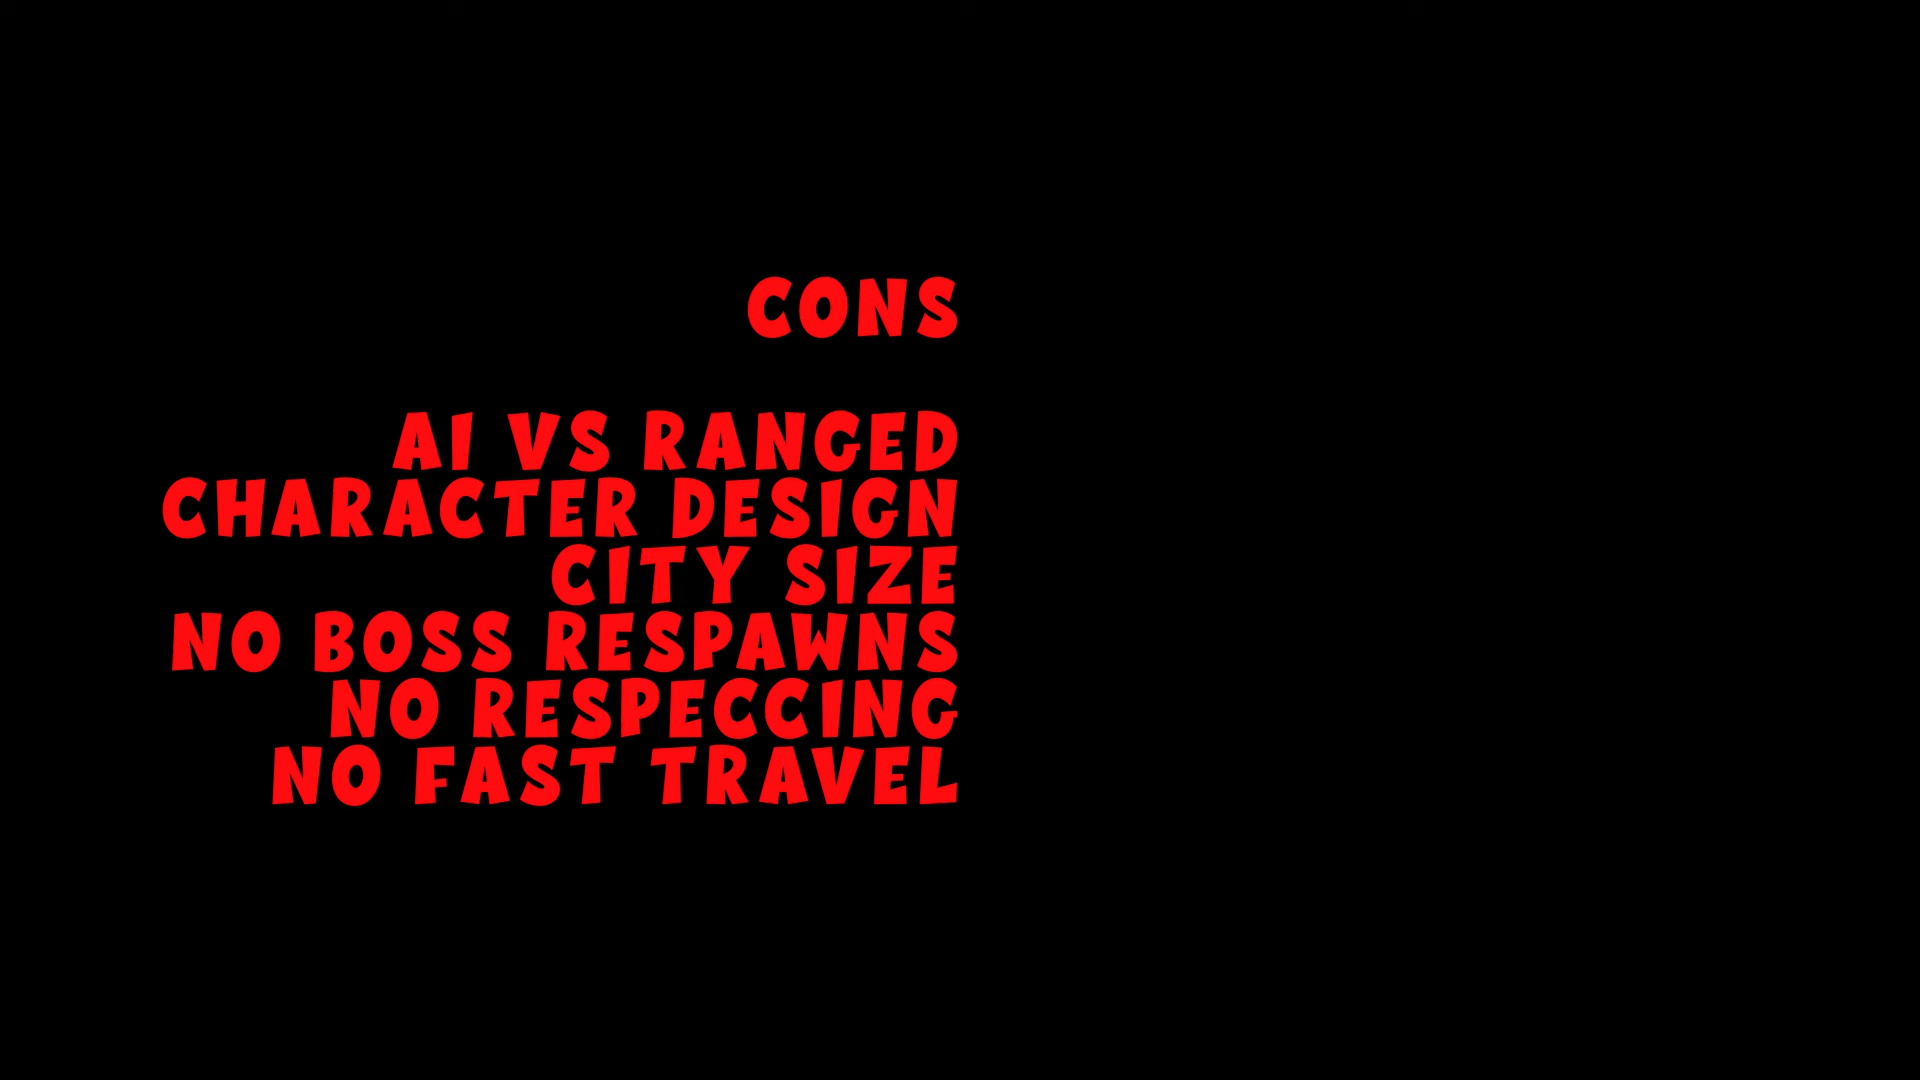 CONS
AI VS RANGED
CHARACTER DESIGN
CITY SIZE
NO BOSS RESPAWNS
NO RESPECCING
NO FAST TRAVEL